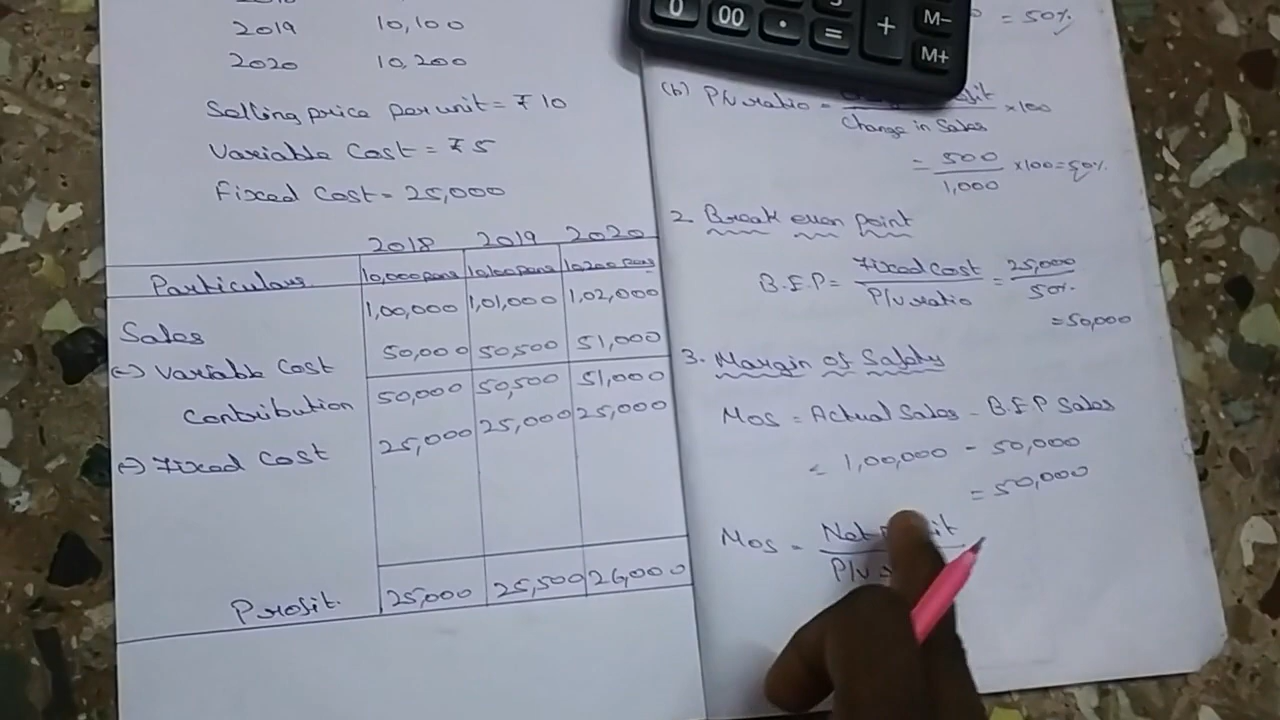 2019 10,100
2020 10,200
Selling price per unit = ₹ 10
Variable Cost = ₹ 5
Fixed Cost = 25,000
2018 2019 2020
Particulars 10,000 pens 10,100 pens 10,200 pens
Sales 1,00,000 1,01,000 1,02,000
(-) Variable Cost 50,000 50,500 51,000
Contribution 50,000 50,500 51,000
(-) Fixed Cost 25,000 25,000 25,000
Profit. 25,000 25,500 26,000
0 00 . = + M- M+
= 50%
(b) P/V ratio = × 100
Change in Sales
= 500 × 100 = 50%
1,000
2. Break even point
B.E.P = Fixed Cost = 25,000
P/V ratio 50%
= 50,000
3. Margin of Safety
MOS = Actual Sales - B.E.P Sales
= 1,00,000 - 50,000
= 50,000
MOS = Net
P/V